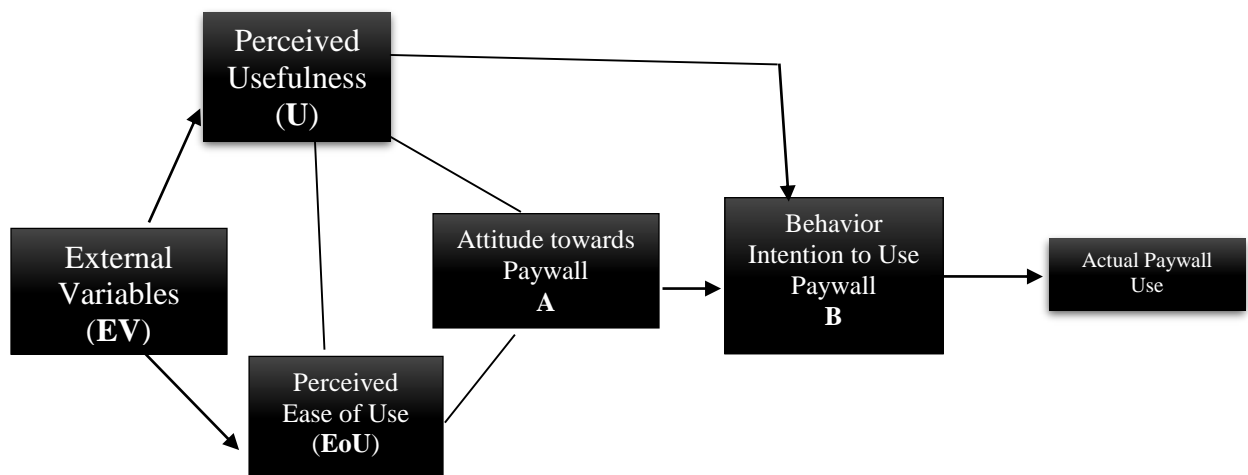 Perceived
Usefulness
(U)
External
Variables
(EV)
Perceived
Ease of Use
(EoU)
Attitude towards
Paywall
A
Behavior
Intention to Use
Paywall
B
Actual Paywall
Use